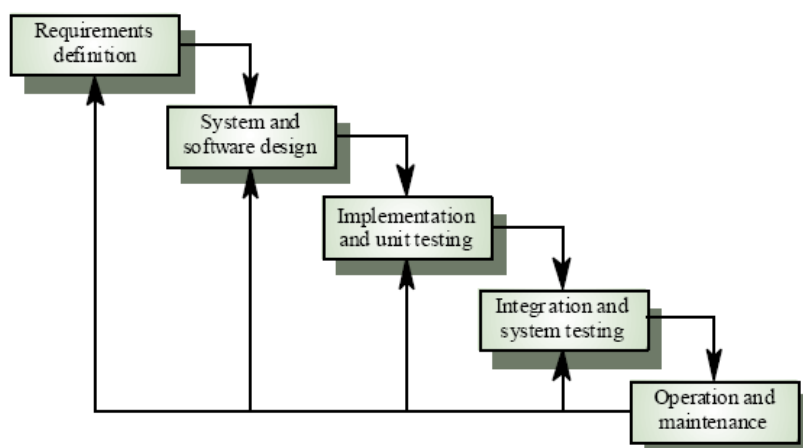 Requirements
definition
System and
software design
Implementation
and unit testing
Integration and
system testing
Operation and
maintenance